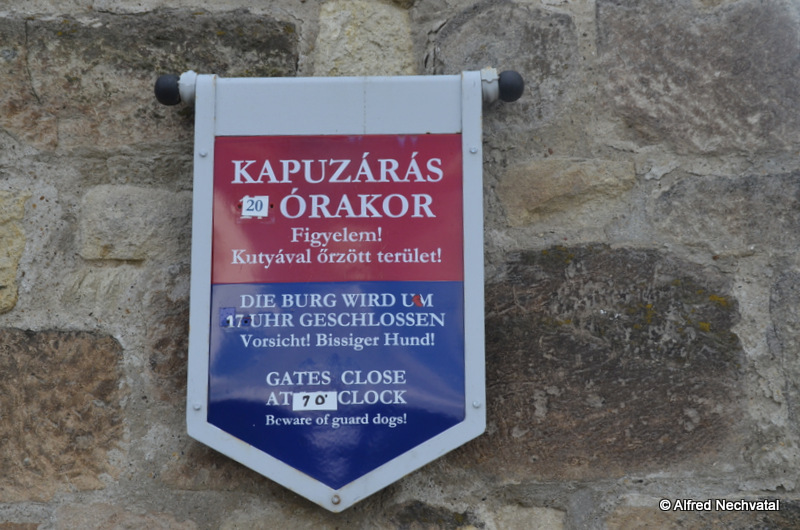 KAPUZÁRÁS
20 ÓRAKOR
Figyelem!
Kutyával őrzött terület!
DIE BURG WIRD UM
17 UHR GESCHLOSSEN
Vorsicht! Bissiger Hund!
GATES CLOSE
AT 7 O' CLOCK
Beware of guard dogs!
© Alfred Nechvatal